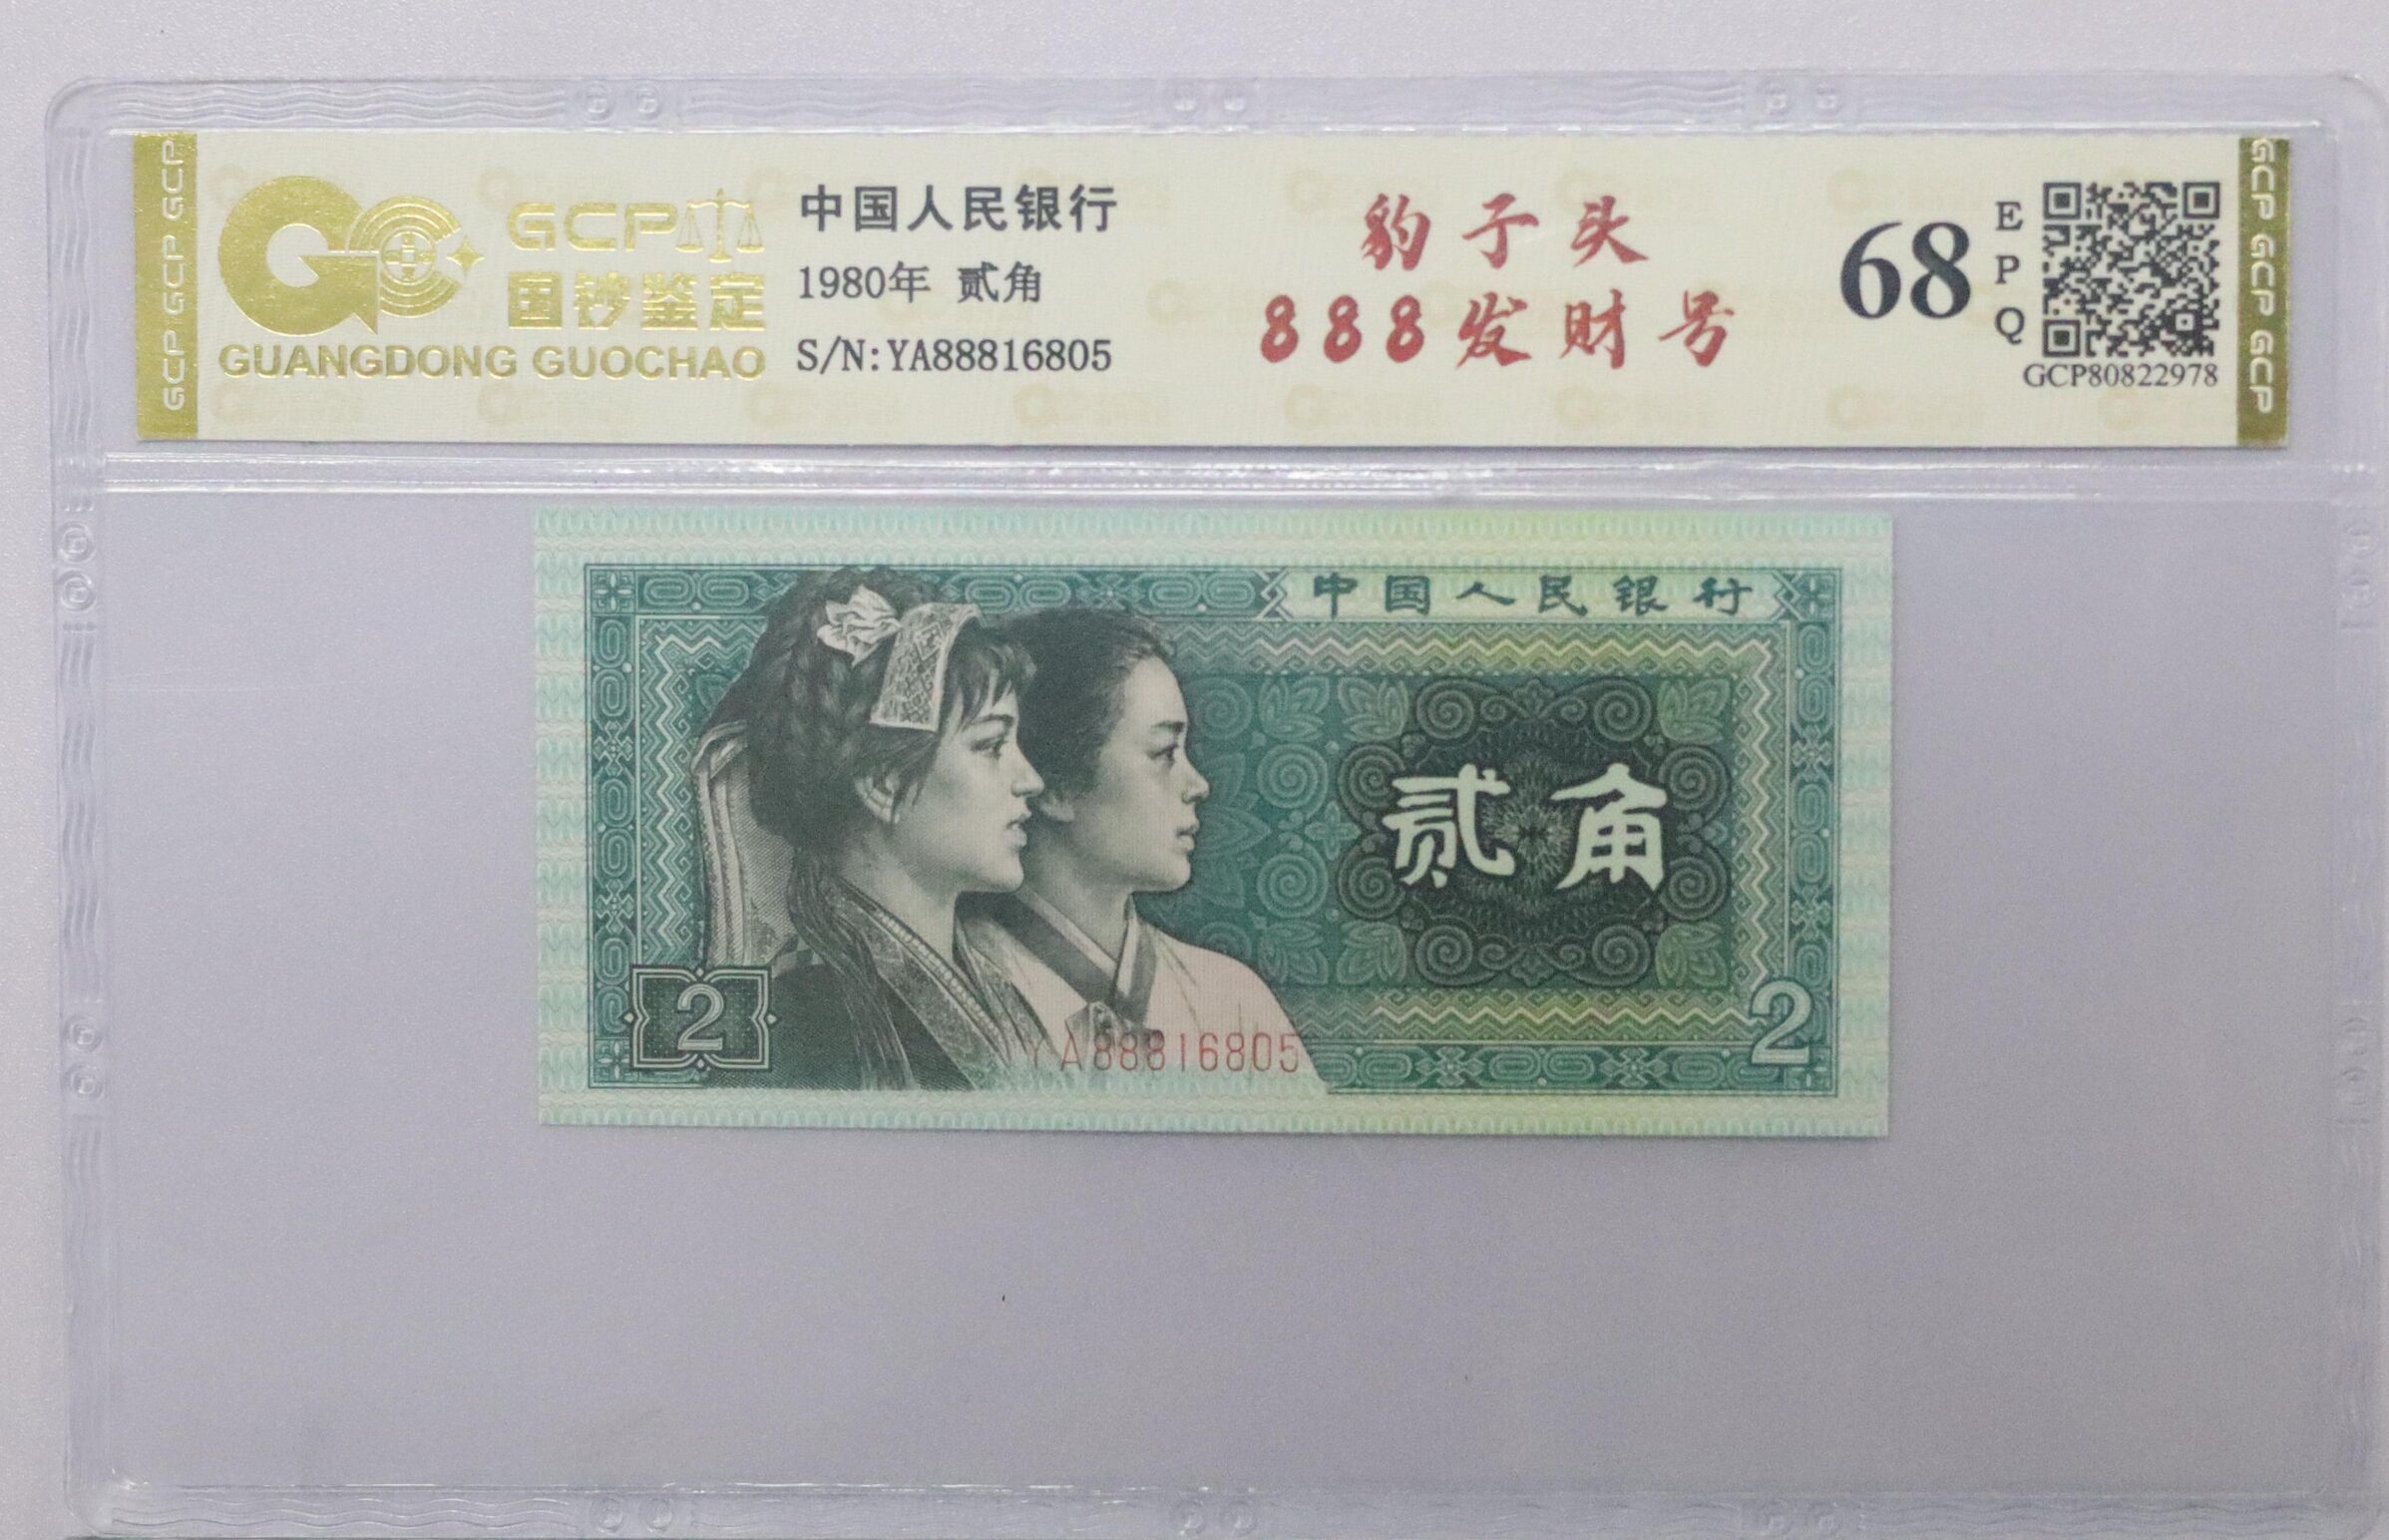 GCP GCP GCP
GCP
国钞鉴定
GUANGDONG GUOCHAO
中国人民银行
1980年 贰角
S/N:YA88816805
豹子头
888发财号
68
EPQ
GCP80822978
GCP GCP GCP
中国人民银行
贰角
2
2
YA88816805